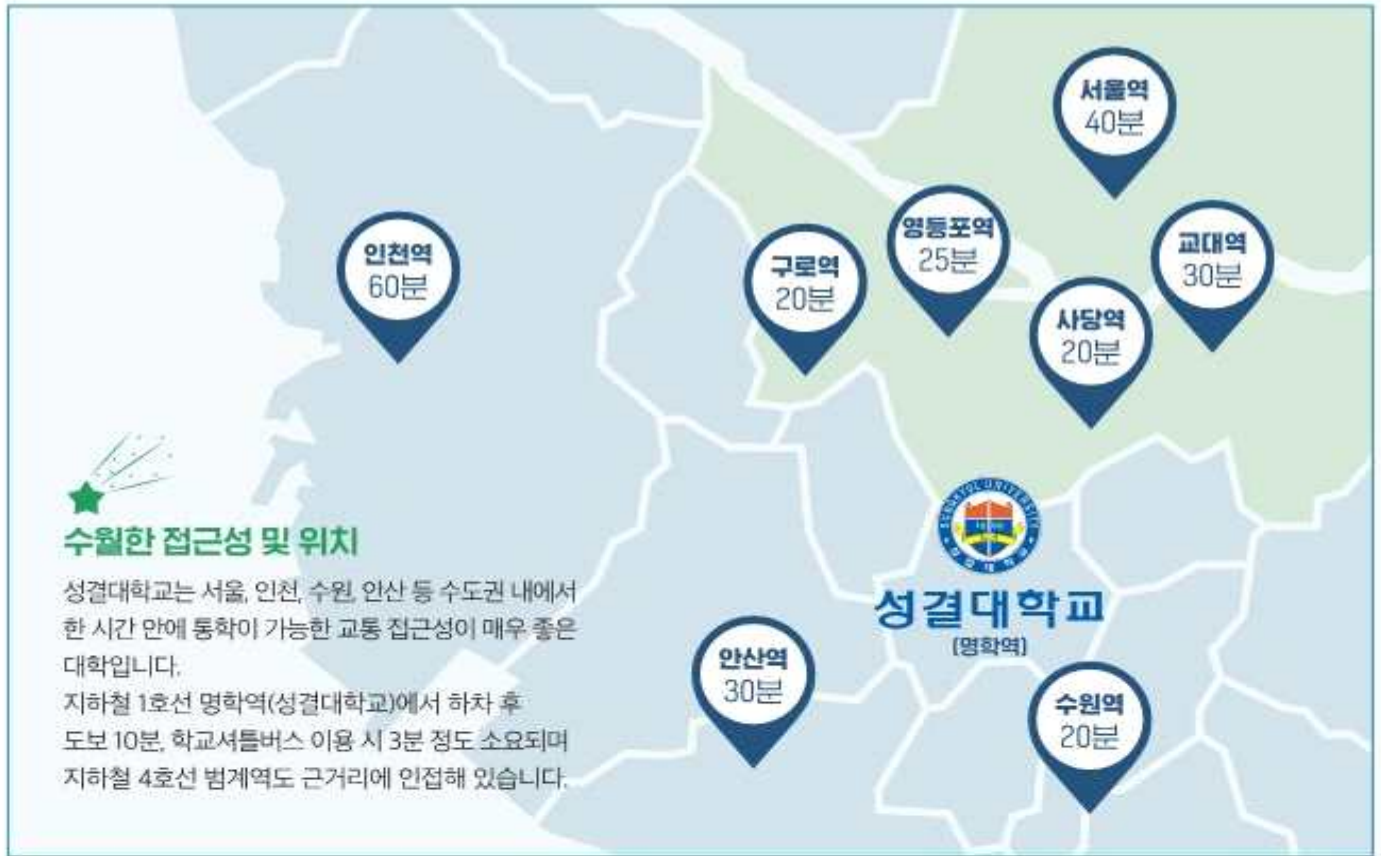 서울역
40분
영등포역
25분
교대역
30분
인천역
60분
구로역
20분
사당역
20분
수월한 접근성 및 위치
성결대학교는 서울, 인천, 수원, 안산 등 수도권 내에서
한 시간 안에 통학이 가능한 교통 접근성이 매우 좋은
대학입니다.
지하철 1호선 명학역(성결대학교)에서 하차 후
도보 10분, 학교셔틀버스 이용 시 3분 정도 소요되며
지하철 4호선 범계역도 근거리에 인접해 있습니다.
SUNGKYUL UNIVERSITY
성결대학교
성결대학교
(명학역)
안산역
30분
수원역
20분